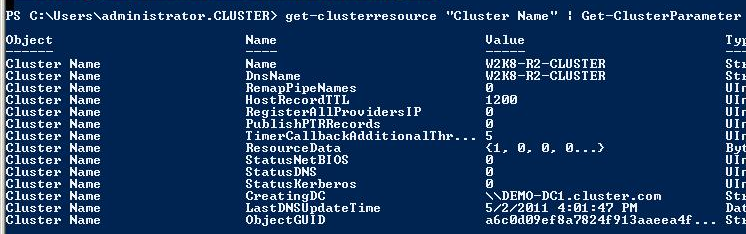 PS C:\Users\administrator.CLUSTER> get-clusterresource "Cluster Name" | Get-ClusterParameter
Object Name Value Typ
------ ---- ----- ---
Cluster Name Name W2K8-R2-CLUSTER Str
Cluster Name DnsName W2K8-R2-CLUSTER Str
Cluster Name RemapPipeNames 0 UIn
Cluster Name HostRecordTTL 1200 UIn
Cluster Name RegisterAllProvidersIP 0 UIn
Cluster Name PublishPTRRecords 0 UIn
Cluster Name TimerCallbackAdditionalThr... 5 UIn
Cluster Name ResourceData {1, 0, 0, 0...} Byt
Cluster Name StatusNetBIOS 0 UIn
Cluster Name StatusDNS 0 UIn
Cluster Name StatusKerberos 0 UIn
Cluster Name CreatingDC \\DEMO-DC1.cluster.com Str
Cluster Name LastDNSUpdateTime 5/2/2011 4:01:47 PM Dat
Cluster Name ObjectGUID a6c0d09ef8a7824f913aaeea4f... Str